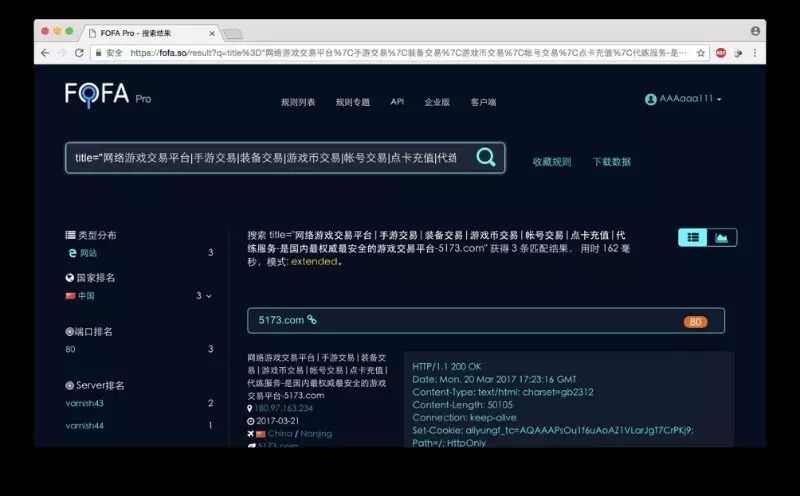 FOFA Pro - 搜索结果
安全 https://fofa.so/result?q=title%3D"网络游戏交易平台%7C手游交易%7C装备交易%7C游戏币交易%7C帐号交易%7C点卡充值%7C代练服务-是…
FOFA Pro
规则列表 规则专题 API 企业版 客户端
AAAaaa111
title="网络游戏交易平台|手游交易|装备交易|游戏币交易|帐号交易|点卡充值|代练
收藏规则 下载数据
类型分布
网站 3
国家排名
中国 3
端口排名
80 3
Server排名
varnish43 2
varnish44 1
搜索 title="网络游戏交易平台 | 手游交易 | 装备交易 | 游戏币交易 | 帐号交易 | 点卡充值 | 代
练服务-是国内最权威最安全的游戏交易平台-5173.com" 获得 3 条匹配结果， 用时 162 毫
秒，模式: extended。
5173.com 80
网络游戏交易平台 | 手游交易 | 装备交
易 | 游戏币交易 | 帐号交易 | 点卡充值 |
代练服务-是国内最权威最安全的游戏
交易平台-5173.com
180.97.163.234
2017-03-21
China / Nanjing
5173.com
HTTP/1.1 200 OK
Date: Mon, 20 Mar 2017 17:23:16 GMT
Content-Type: text/html; charset=gb2312
Content-Length: 50105
Connection: keep-alive
Set-Cookie: aliyungf_tc=AQAAAPsOu1f6uAoAZ1VLarJgT7CrPKj9;
Path=/; HttpOnly